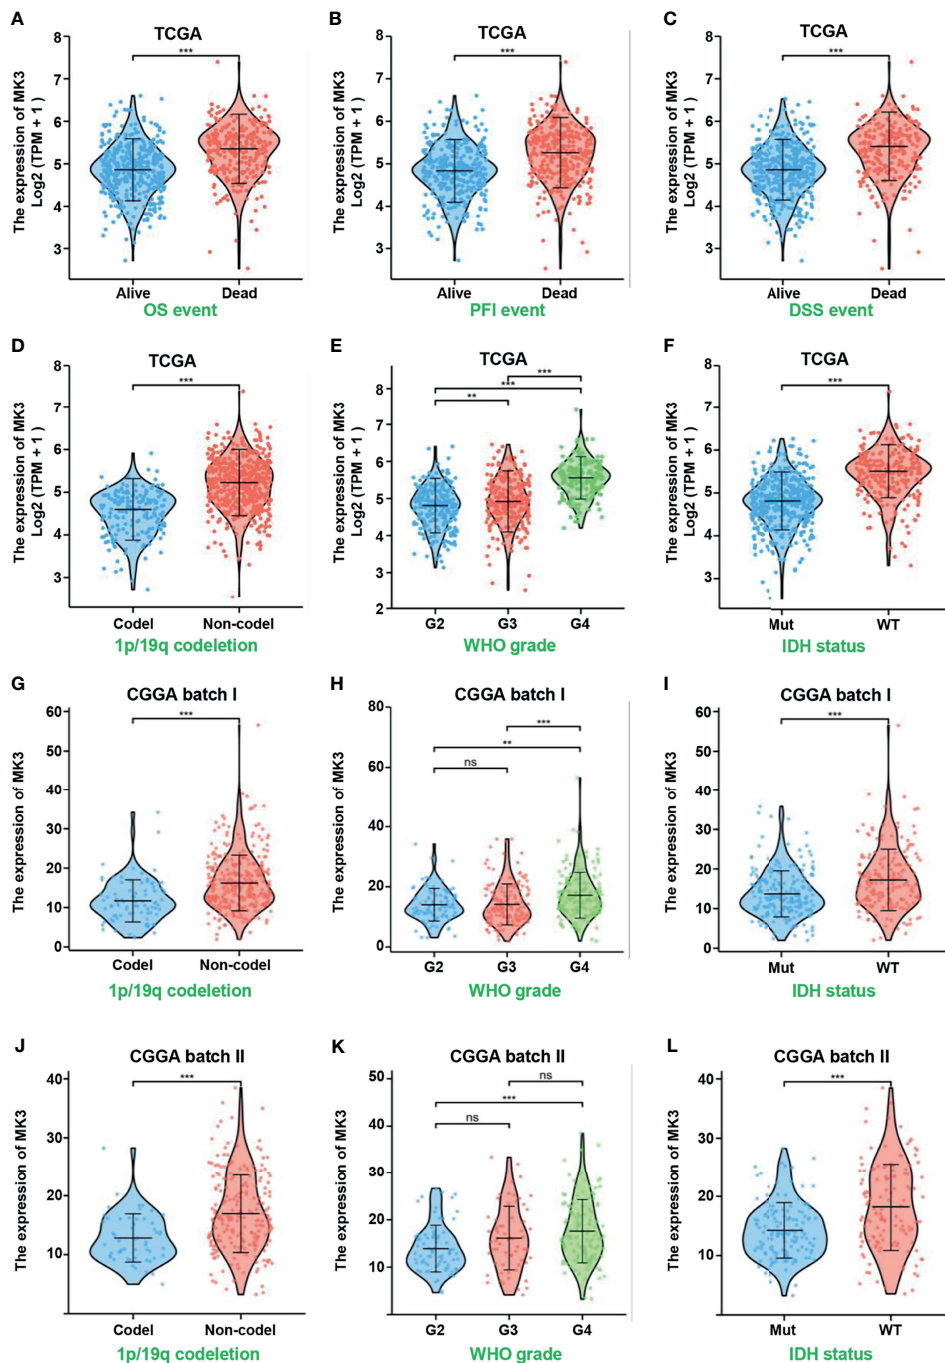 A
TCGA
***
The expression of MK3
Log2 (TPM + 1)
8
7
6
5
4
3
Alive Dead
OS event
B
TCGA
***
The expression of MK3
Log2 (TPM + 1)
8
7
6
5
4
3
Alive Dead
PFI event
C
TCGA
***
The expression of MK3
Log2 (TPM + 1)
8
7
6
5
4
3
Alive Dead
DSS event
D
TCGA
***
The expression of MK3
Log2 (TPM + 1)
8
7
6
5
4
3
Codel Non-codel
1p/19q codeletion
E
TCGA
***
***
**
The expression of MK3
Log2 (TPM + 1)
8
7
6
5
4
3
2
G2 G3 G4
WHO grade
F
TCGA
***
The expression of MK3
Log2 (TPM + 1)
8
7
6
5
4
3
Mut WT
IDH status
G
CGGA batch I
***
The expression of MK3
60
50
40
30
20
10
0
Codel Non-codel
1p/19q codeletion
H
CGGA batch I
***
**
ns
The expression of MK3
80
60
40
20
0
G2 G3 G4
WHO grade
I
CGGA batch I
***
The expression of MK3
60
50
40
30
20
10
0
Mut WT
IDH status
J
CGGA batch II
***
The expression of MK3
40
30
20
10
Codel Non-codel
1p/19q codeletion
K
CGGA batch II
ns
***
ns
The expression of MK3
50
40
30
20
10
G2 G3 G4
WHO grade
L
CGGA batch II
***
The expression of MK3
40
30
20
10
Mut WT
IDH status